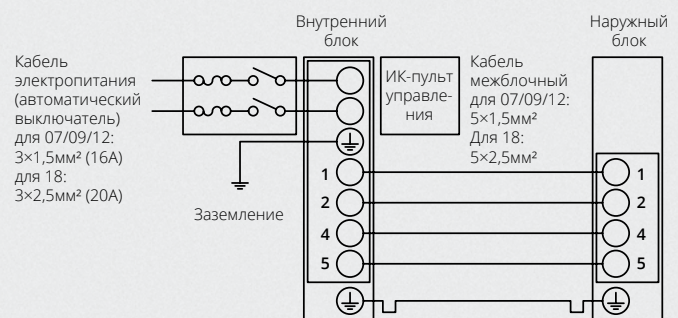 Внутренний
блок
Наружный
блок
Кабель
электропитания
(автоматический
выключатель)
для 07/09/12:
3×1,5мм² (16А)
для 18:
3×2,5мм² (20А)
ИК-пульт
управле-
ния
Кабель
межблочный
для 07/09/12:
5×1,5мм²
Для 18:
5×2,5мм²
Заземление
1
2
4
5
1
2
4
5